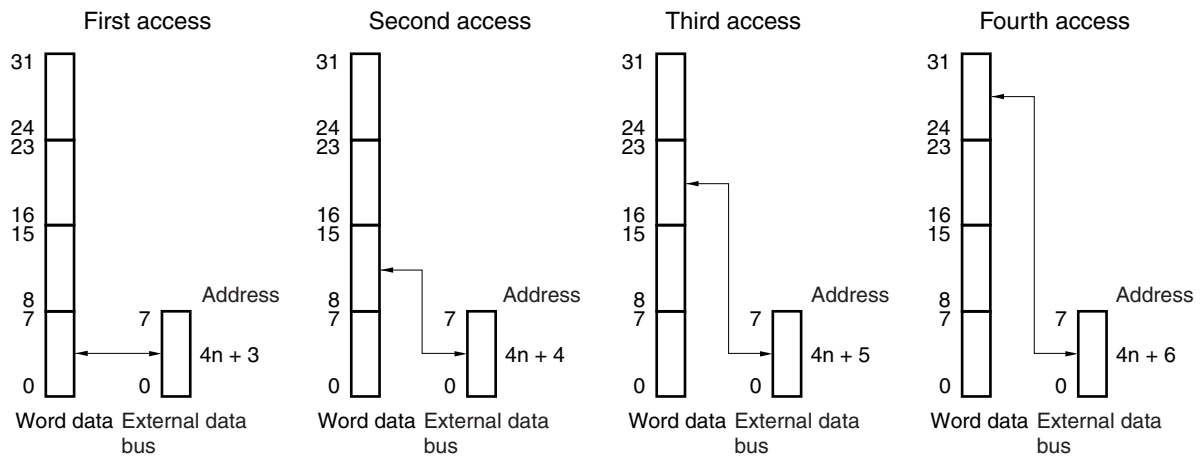 First access
Second access
Third access
Fourth access
31
24
23
16
15
8
7
0
Address
7
4n + 3
0
Word data
External data
bus
31
24
23
16
15
8
7
0
Address
7
4n + 4
0
Word data
External data
bus
31
24
23
16
15
8
7
0
Address
7
4n + 5
0
Word data
External data
bus
31
24
23
16
15
8
7
0
Address
7
4n + 6
0
Word data
External data
bus